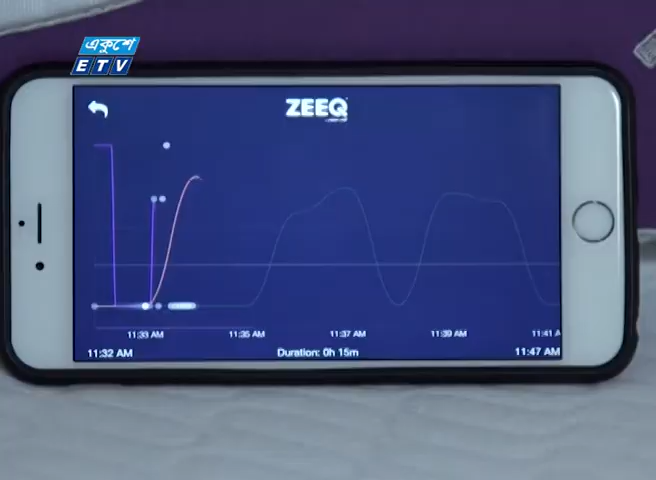 একুশে
ETV
ZEEQ
11:33 AM 11:35 AM 11:37 AM 11:39 AM 11:41 A
11:32 AM Duration: 0h 15m 11:47 AM